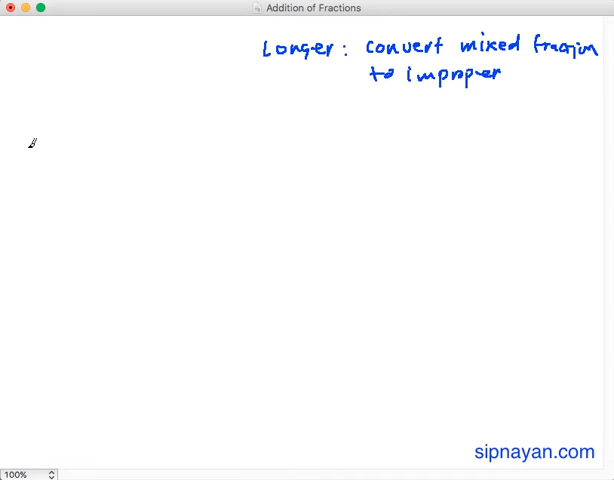 Addition of Fractions
Longer: convert mixed fraction
to improper
sipnayan.com
100%